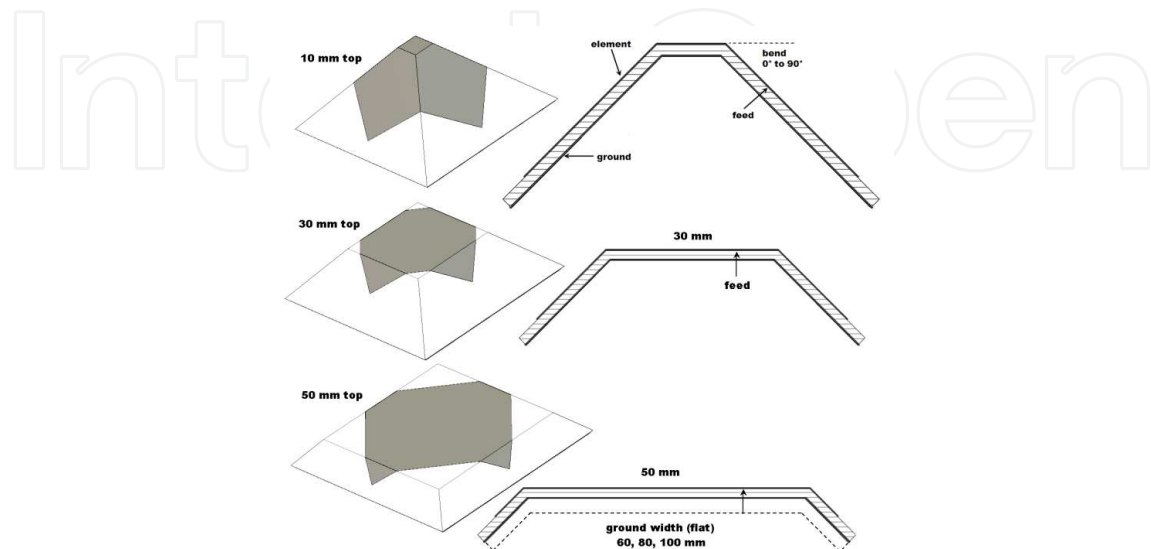 10 mm top
element
bend
0° to 90°
feed
ground
30 mm top
30 mm
feed
50 mm top
50 mm
ground width (flat)
60, 80, 100 mm